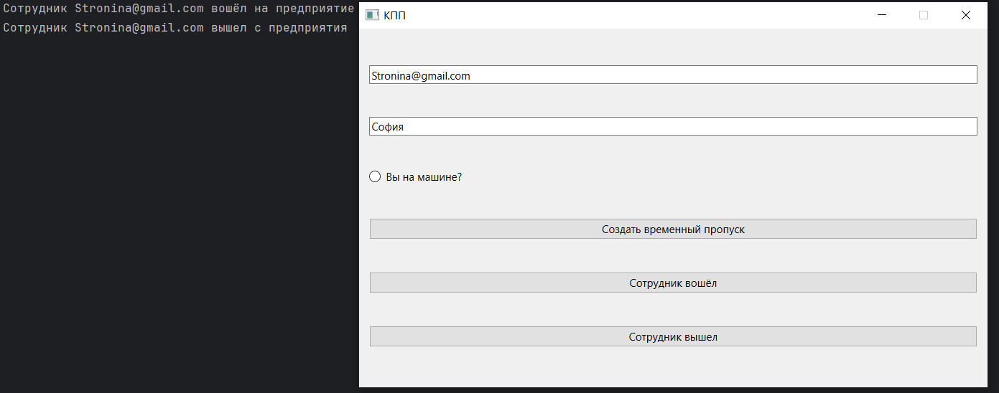 Сотрудник Stronina@gmail.com вошёл на предприятие
Сотрудник Stronina@gmail.com вышел с предприятия
КПП
Stronina@gmail.com
София
Вы на машине?
Создать временный пропуск
Сотрудник вошёл
Сотрудник вышел